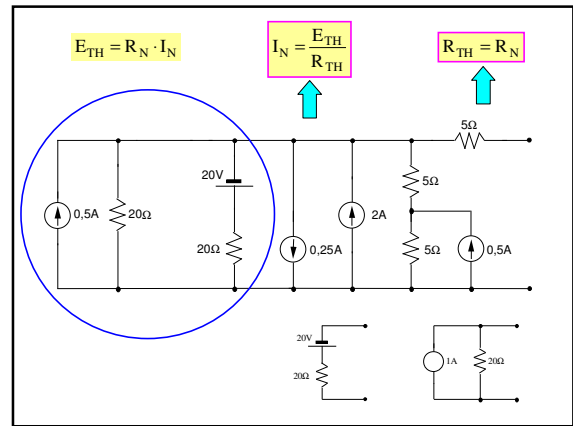 E_TH = R_N · I_N
I_N = E_TH / R_TH
R_TH = R_N
5Ω
20V
5Ω
0,5A
20Ω
2A
20Ω
0,25A
5Ω
0,5A
20V
20Ω
1A
20Ω